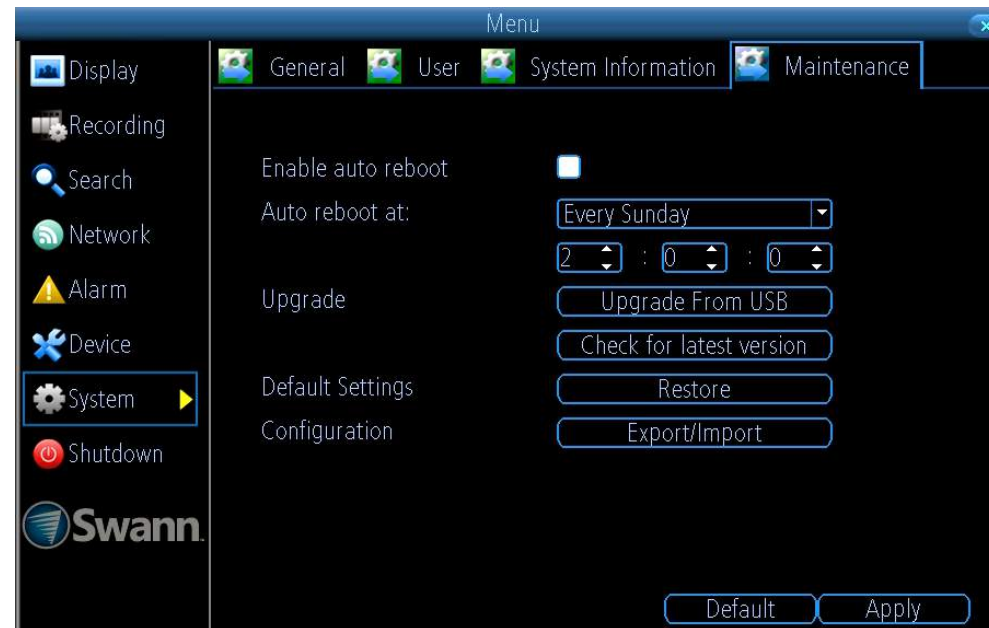 Menu
Display
Recording
Search
Network
Alarm
Device
System
Shutdown
Swann.
General User System Information Maintenance
Enable auto reboot
Auto reboot at: Every Sunday
2 : 0 : 0
Upgrade Upgrade From USB
Check for latest version
Default Settings Restore
Configuration Export/Import
Default Apply